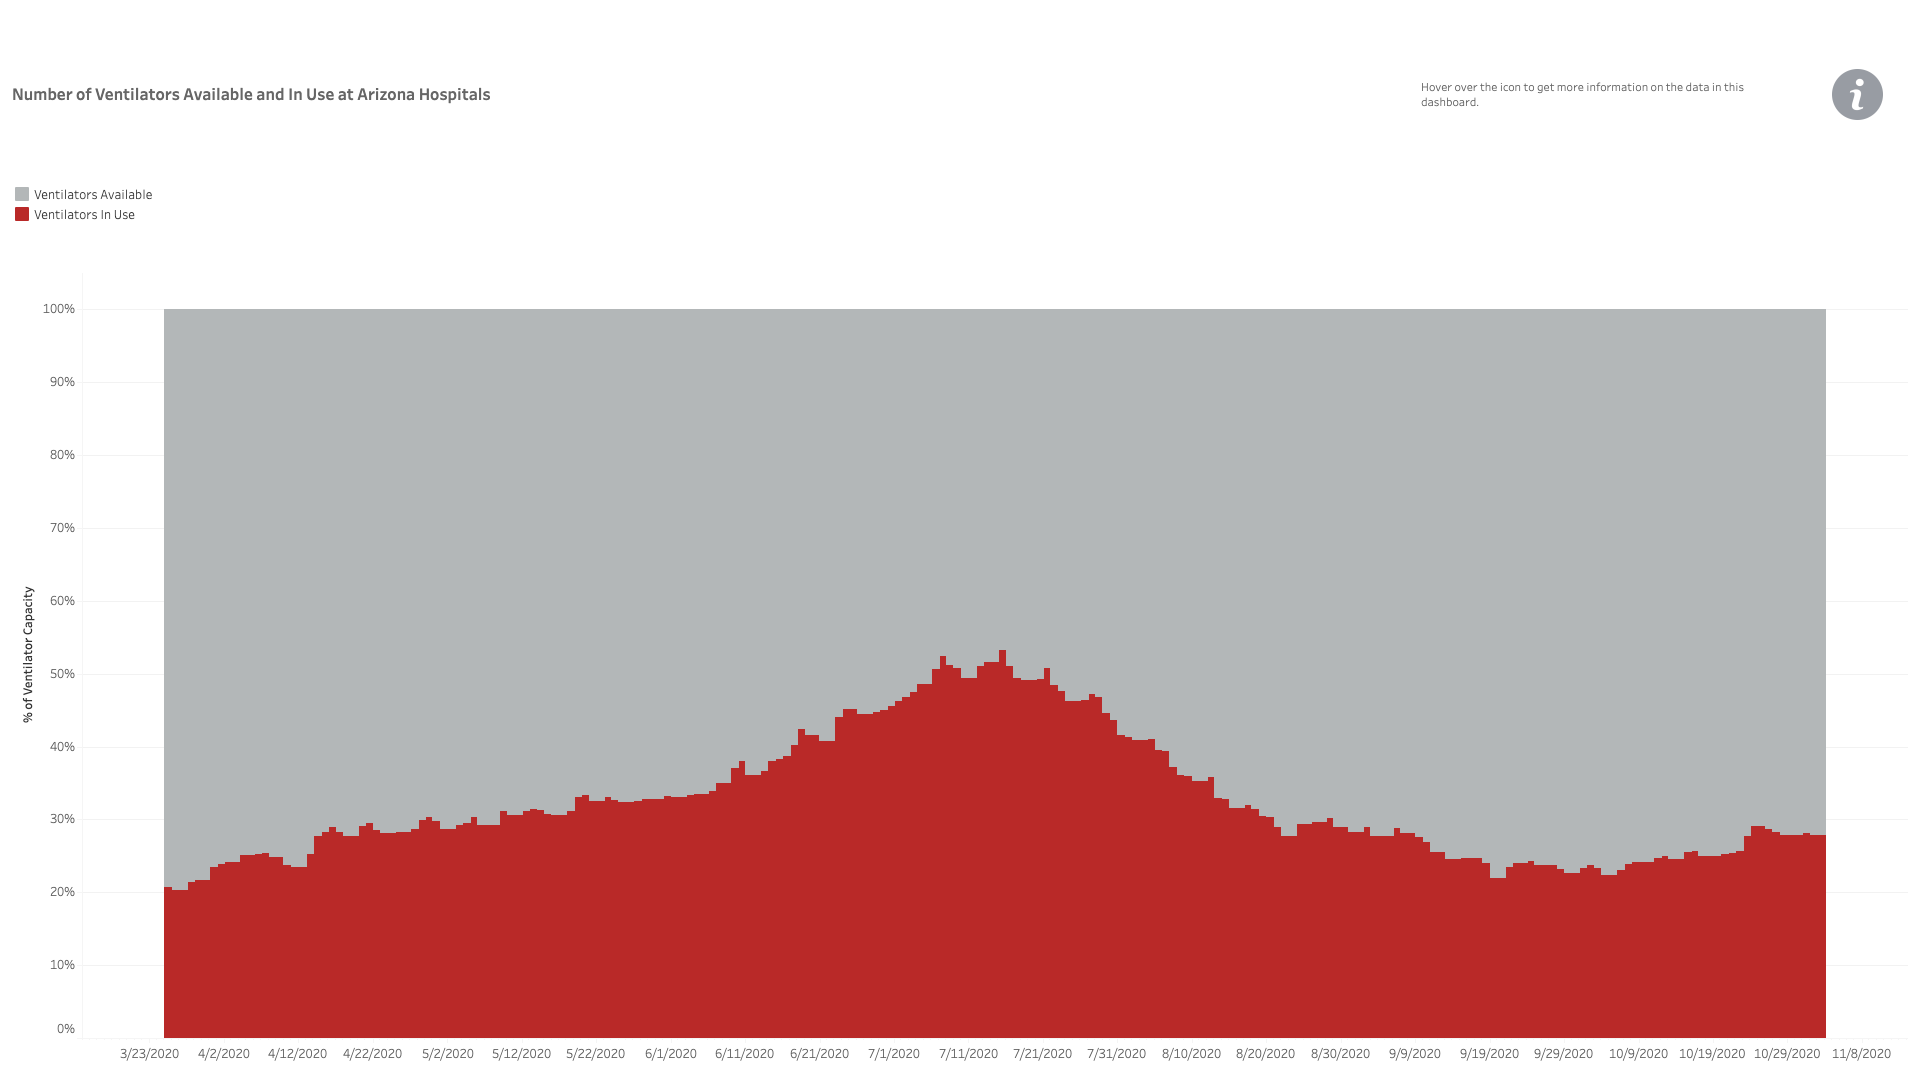 Number of Ventilators Available and In Use at Arizona Hospitals
Hover over the icon to get more information on the data in this
dashboard.
i
Ventilators Available
Ventilators In Use
% of Ventilator Capacity
100%
90%
80%
70%
60%
50%
40%
30%
20%
10%
0%
3/23/2020 4/2/2020 4/12/2020 4/22/2020 5/2/2020 5/12/2020 5/22/2020 6/1/2020 6/11/2020 6/21/2020 7/1/2020 7/11/2020 7/21/2020 7/31/2020 8/10/2020 8/20/2020 8/30/2020 9/9/2020 9/19/2020 9/29/2020 10/9/2020 10/19/2020 10/29/2020 11/8/2020